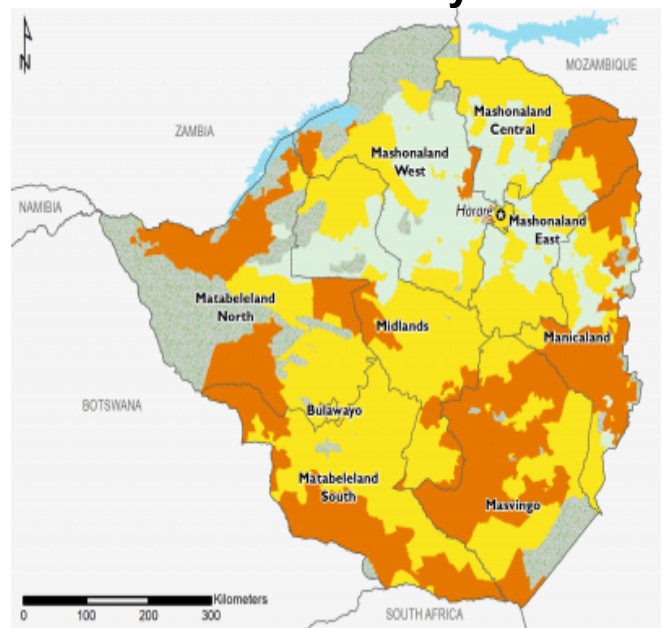 N
MOZAMBIQUE
ZAMBIA
NAMIBIA
BOTSWANA
SOUTH AFRICA
Mashonaland
Central
Mashonaland
West
Harare
Mashonaland
East
Matabeleland
North
Midlands
Manicaland
Bulawayo
Matabeleland
South
Masvingo
Kilometers
0 100 200 300